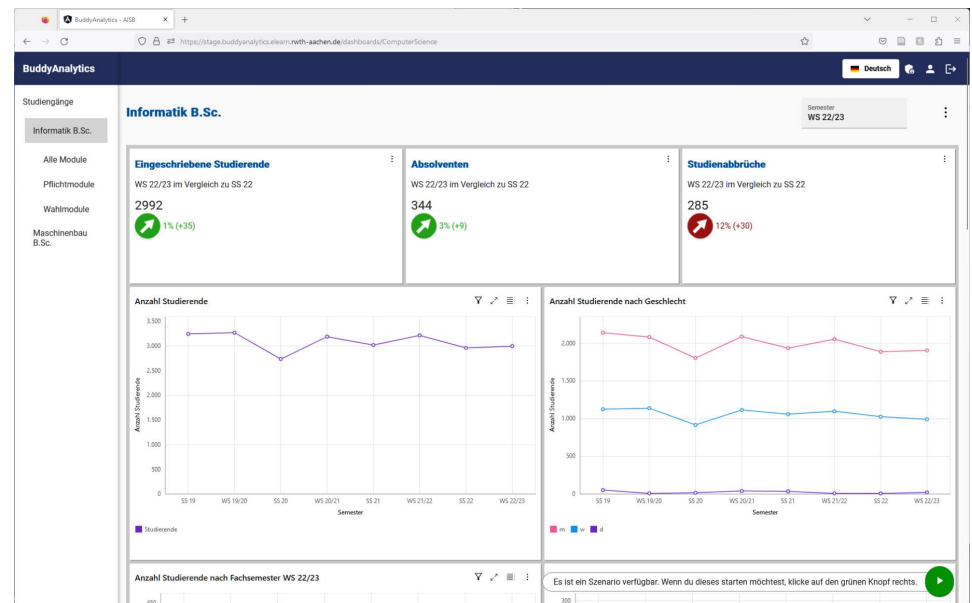 BuddyAnalytics - AiSB
https://stage.buddyanalytics.elearn.rwth-aachen.de/dashboards/ComputerScience
BuddyAnalytics
Deutsch
Studiengänge
Informatik B.Sc.
Alle Module
Pflichtmodule
Wahlmodule
Maschinenbau
B.Sc.
Informatik B.Sc.
Semester
WS 22/23
Eingeschriebene Studierende
WS 22/23 im Vergleich zu SS 22
2992
1% (+35)
Absolventen
WS 22/23 im Vergleich zu SS 22
344
3% (+9)
Studienabbrüche
WS 22/23 im Vergleich zu SS 22
285
12% (+30)
Anzahl Studierende
3.500
3.000
2.500
2.000
1.500
1.000
500
0
Anzahl Studierende
SS 19 WS 19/20 SS 20 WS 20/21 SS 21 WS 21/22 SS 22 WS 22/23
Semester
Studierende
Anzahl Studierende nach Geschlecht
2.000
1.500
1.000
500
0
Anzahl Studierende
SS 19 WS 19/20 SS 20 WS 20/21 SS 21 WS 21/22 SS 22 WS 22/23
Semester
m w d
Anzahl Studierende nach Fachsemester WS 22/23
450
Es ist ein Szenario verfügbar. Wenn du dieses starten möchtest, klicke auf den grünen Knopf rechts.
300